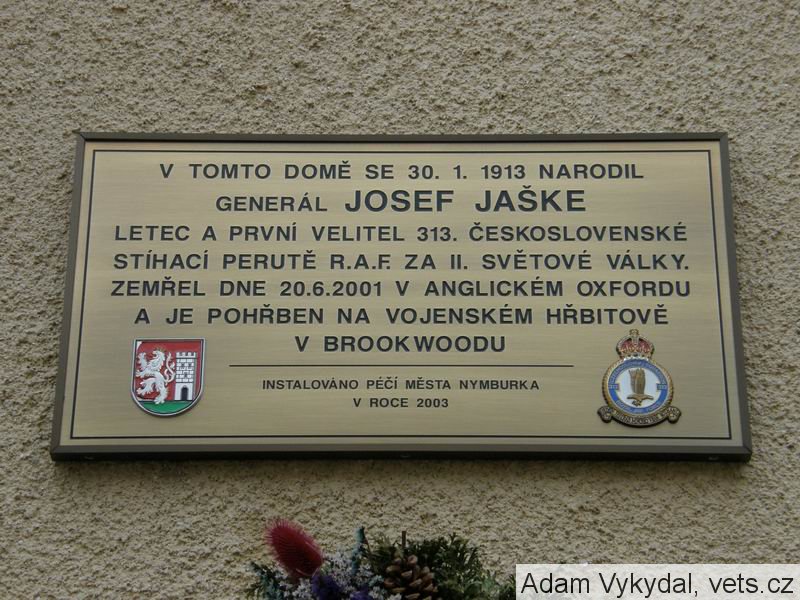 V TOMTO DOMĚ SE 30. 1. 1913 NARODIL
GENERÁL JOSEF JAŠKE
LETEC A PRVNÍ VELITEL 313. ČESKOSLOVENSKÉ
STÍHACÍ PERUTĚ R.A.F. ZA II. SVĚTOVÉ VÁLKY.
ZEMŘEL DNE 20.6.2001 V ANGLICKÉM OXFORDU
A JE POHŘBEN NA VOJENSKÉM HŘBITOVĚ
V BROOKWOODU
INSTALOVÁNO PÉČÍ MĚSTA NYMBURKA
V ROCE 2003
Adam Vykydal, vets.cz